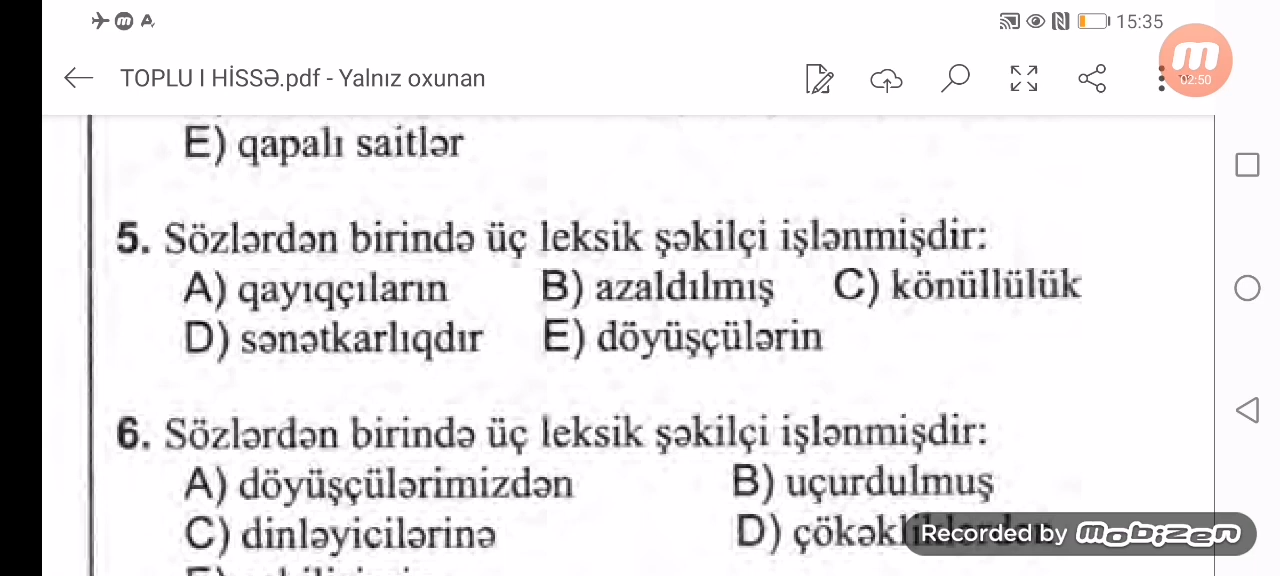 15:35
TOPLU I HİSSƏ.pdf - Yalnız oxunan
02:50
E) qapalı saitlər
5. Sözlərdən birində üç leksik şəkilçi işlənmişdir:
A) qayıqçıların B) azaldılmış C) könüllülük
D) sənətkarlıqdır E) döyüşçülərin
6. Sözlərdən birində üç leksik şəkilçi işlənmişdir:
A) döyüşçülərimizdən B) uçurdulmuş
C) dinləyicilərinə D)
Recorded by mobizen